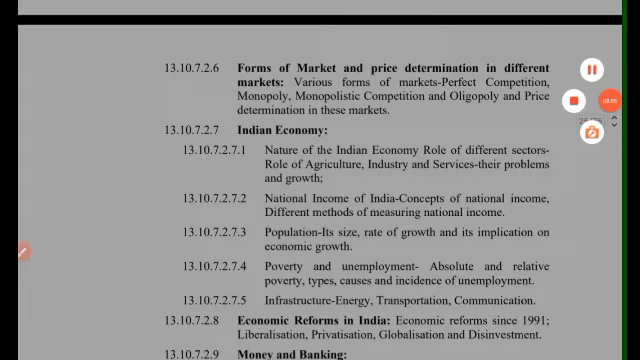 13.10.7.2.6 Forms of Market and price determination in different
markets: Various forms of markets-Perfect Competition,
Monopoly, Monopolistic Competition and Oligopoly and Price
determination in these markets.
13.10.7.2.7 Indian Economy:
13.10.7.2.7.1 Nature of the Indian Economy Role of different sectors-
Role of Agriculture, Industry and Services-their problems
and growth;
13.10.7.2.7.2 National Income of India-Concepts of national income,
Different methods of measuring national income.
13.10.7.2.7.3 Population-Its size, rate of growth and its implication on
economic growth.
13.10.7.2.7.4 Poverty and unemployment- Absolute and relative
poverty, types, causes and incidence of unemployment.
13.10.7.2.7.5 Infrastructure-Energy, Transportation, Communication.
13.10.7.2.8 Economic Reforms in India: Economic reforms since 1991;
Liberalisation, Privatisation, Globalisation and Disinvestment.
13.10.7.2.9 Money and Banking: